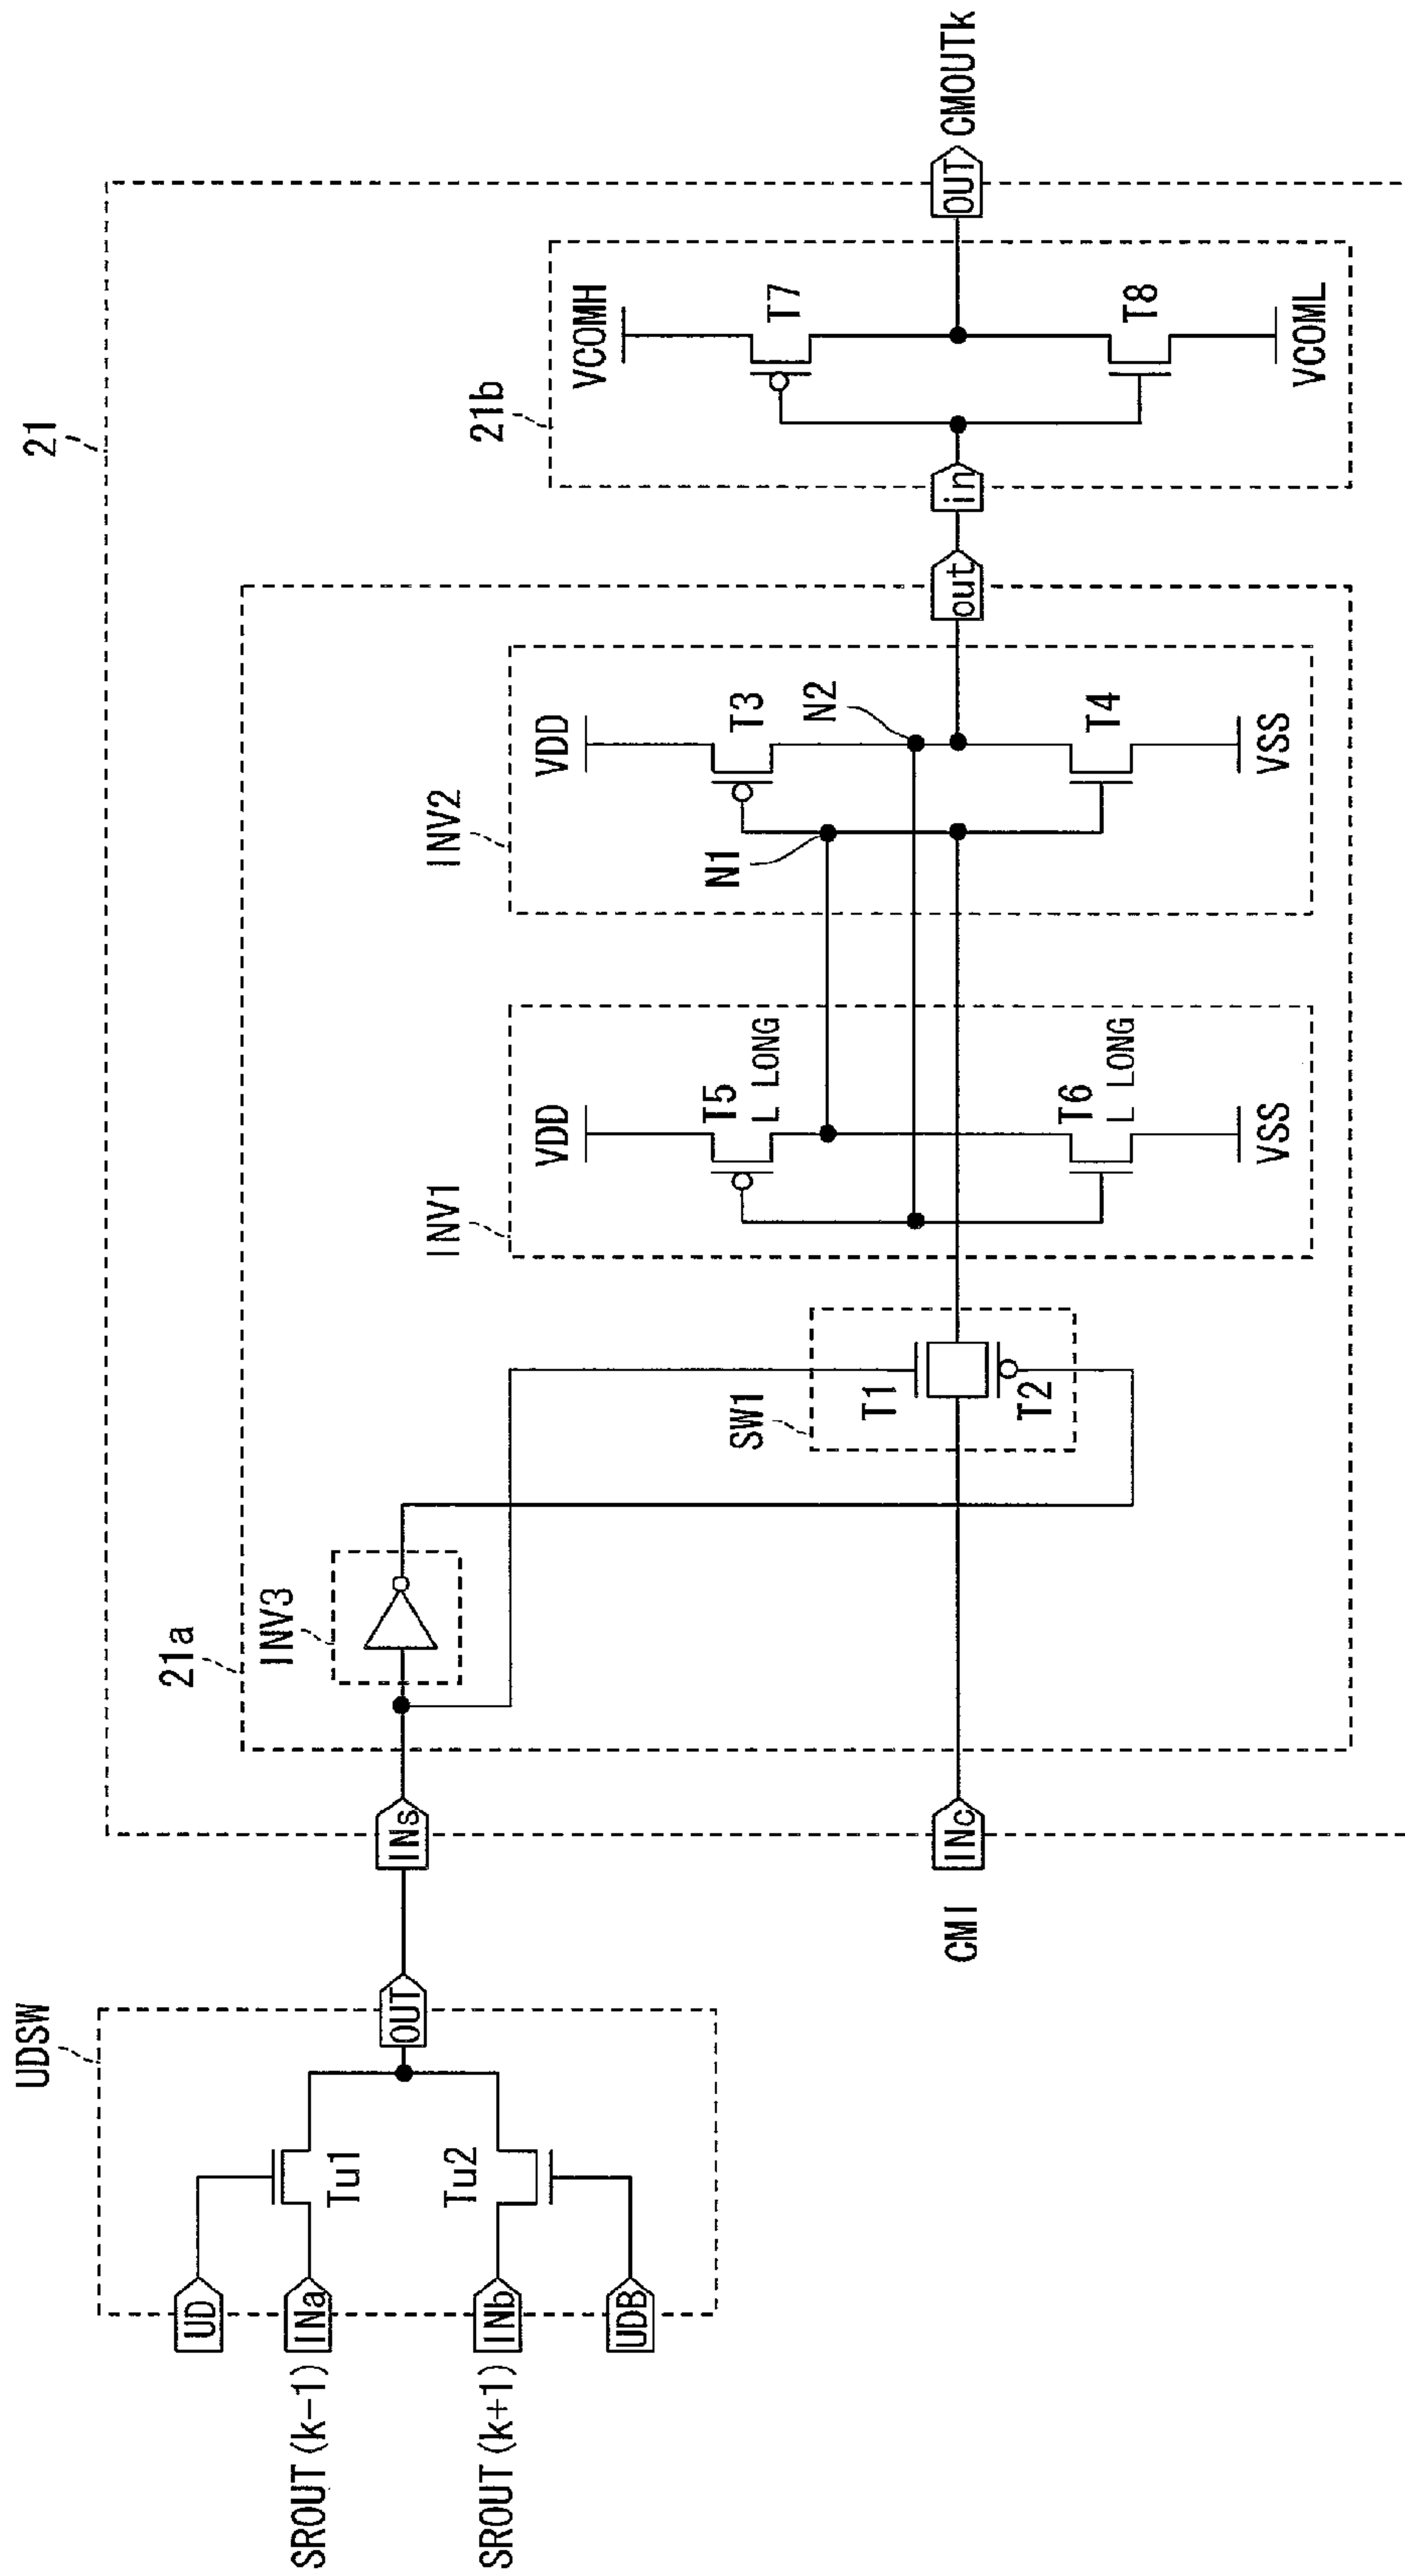 UDSW
UD
SROUT (k-1)
INa
Tu1
SROUT (k+1)
INb
Tu2
UDB
OUT
21
INs
CMI
INc
21a
INV3
SW1
T1
T2
INV1
VDD
T5
L LONG
T6
L LONG
VSS
INV2
VDD
T3
N1
N2
T4
VSS
out
21b
in
VCOMH
T7
T8
VCOML
OUT
CMOUTk